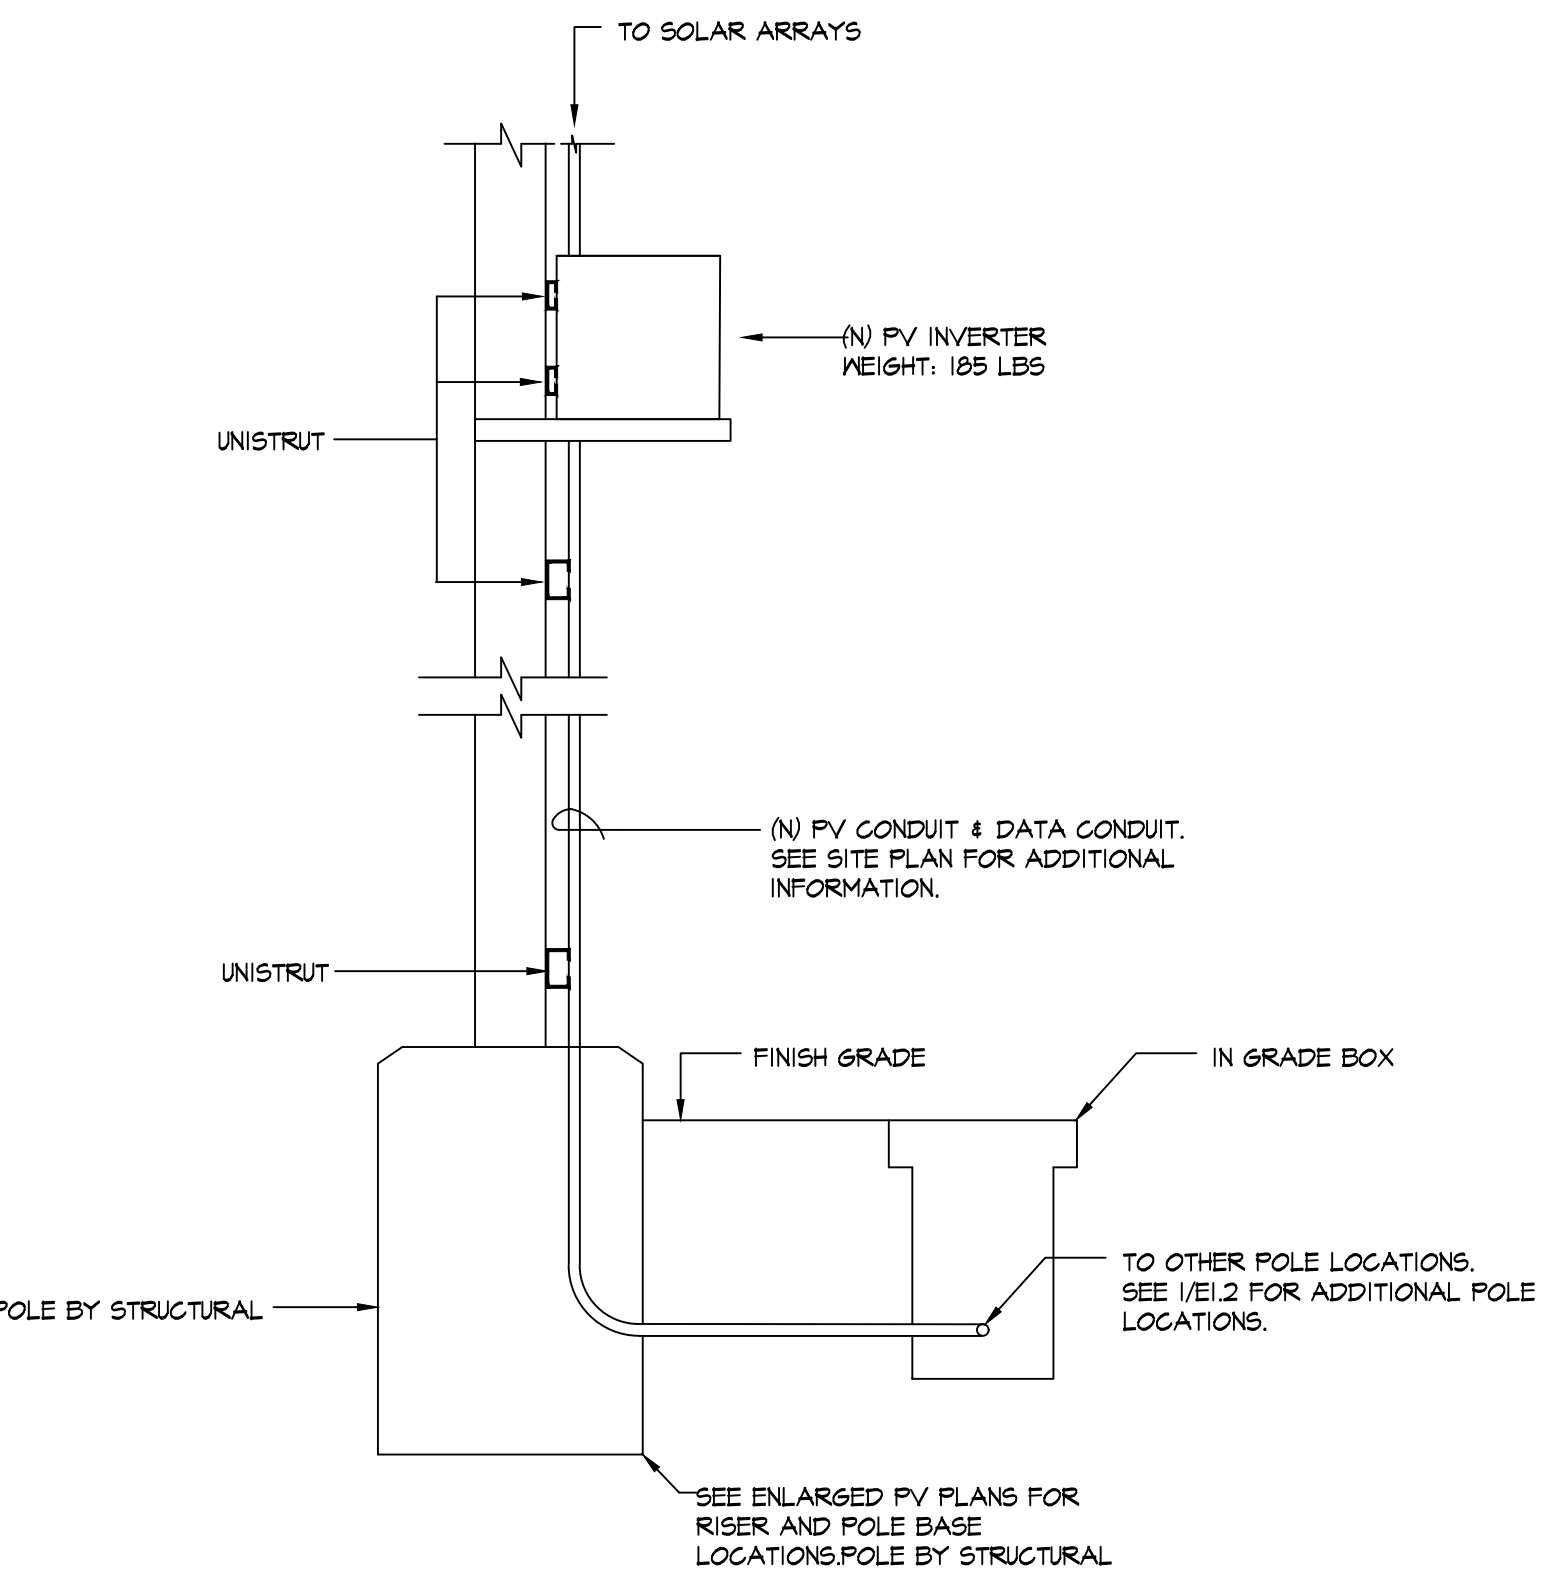 TO SOLAR ARRAYS
(N) PV INVERTER
WEIGHT: 185 LBS
UNISTRUT
(N) PV CONDUIT & DATA CONDUIT.
SEE SITE PLAN FOR ADDITIONAL
INFORMATION.
UNISTRUT
FINISH GRADE
IN GRADE BOX
TO OTHER POLE LOCATIONS.
SEE 1/E1.2 FOR ADDITIONAL POLE
LOCATIONS.
POLE BY STRUCTURAL
SEE ENLARGED PV PLANS FOR
RISER AND POLE BASE
LOCATIONS.POLE BY STRUCTURAL